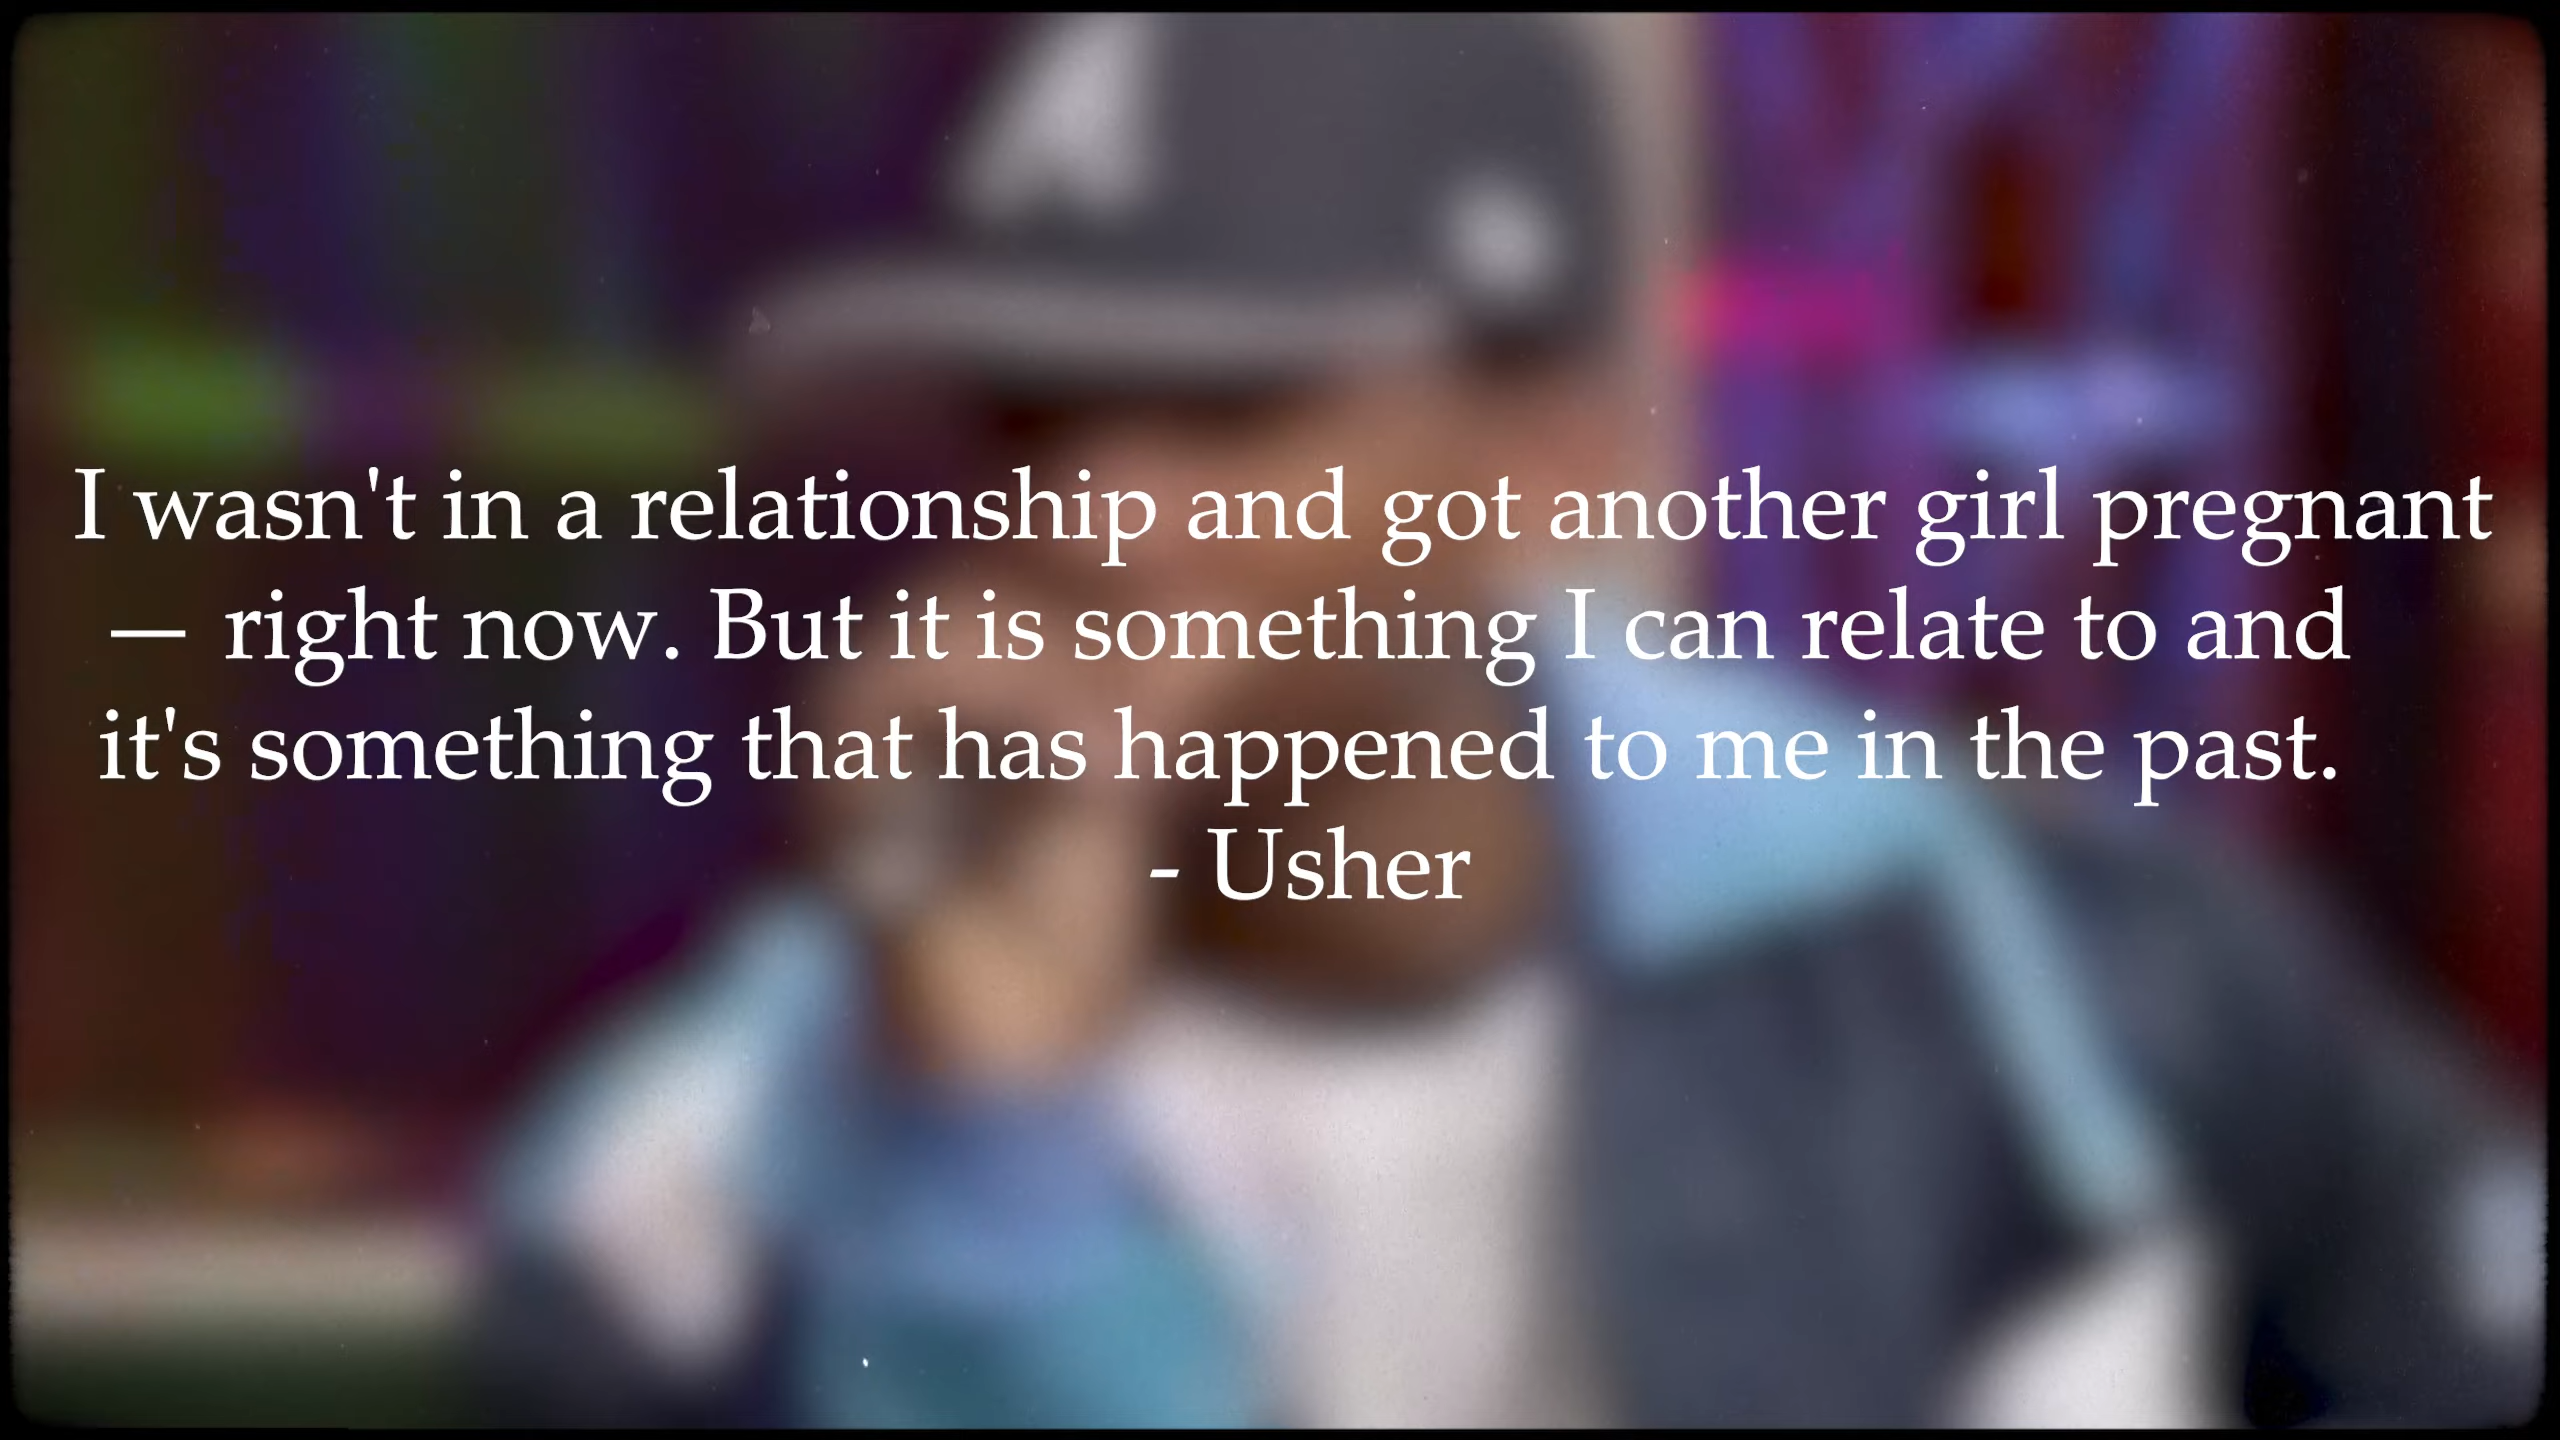 I wasn't in a relationship and got another girl pregnant
— right now. But it is something I can relate to and
it's something that has happened to me in the past.
- Usher